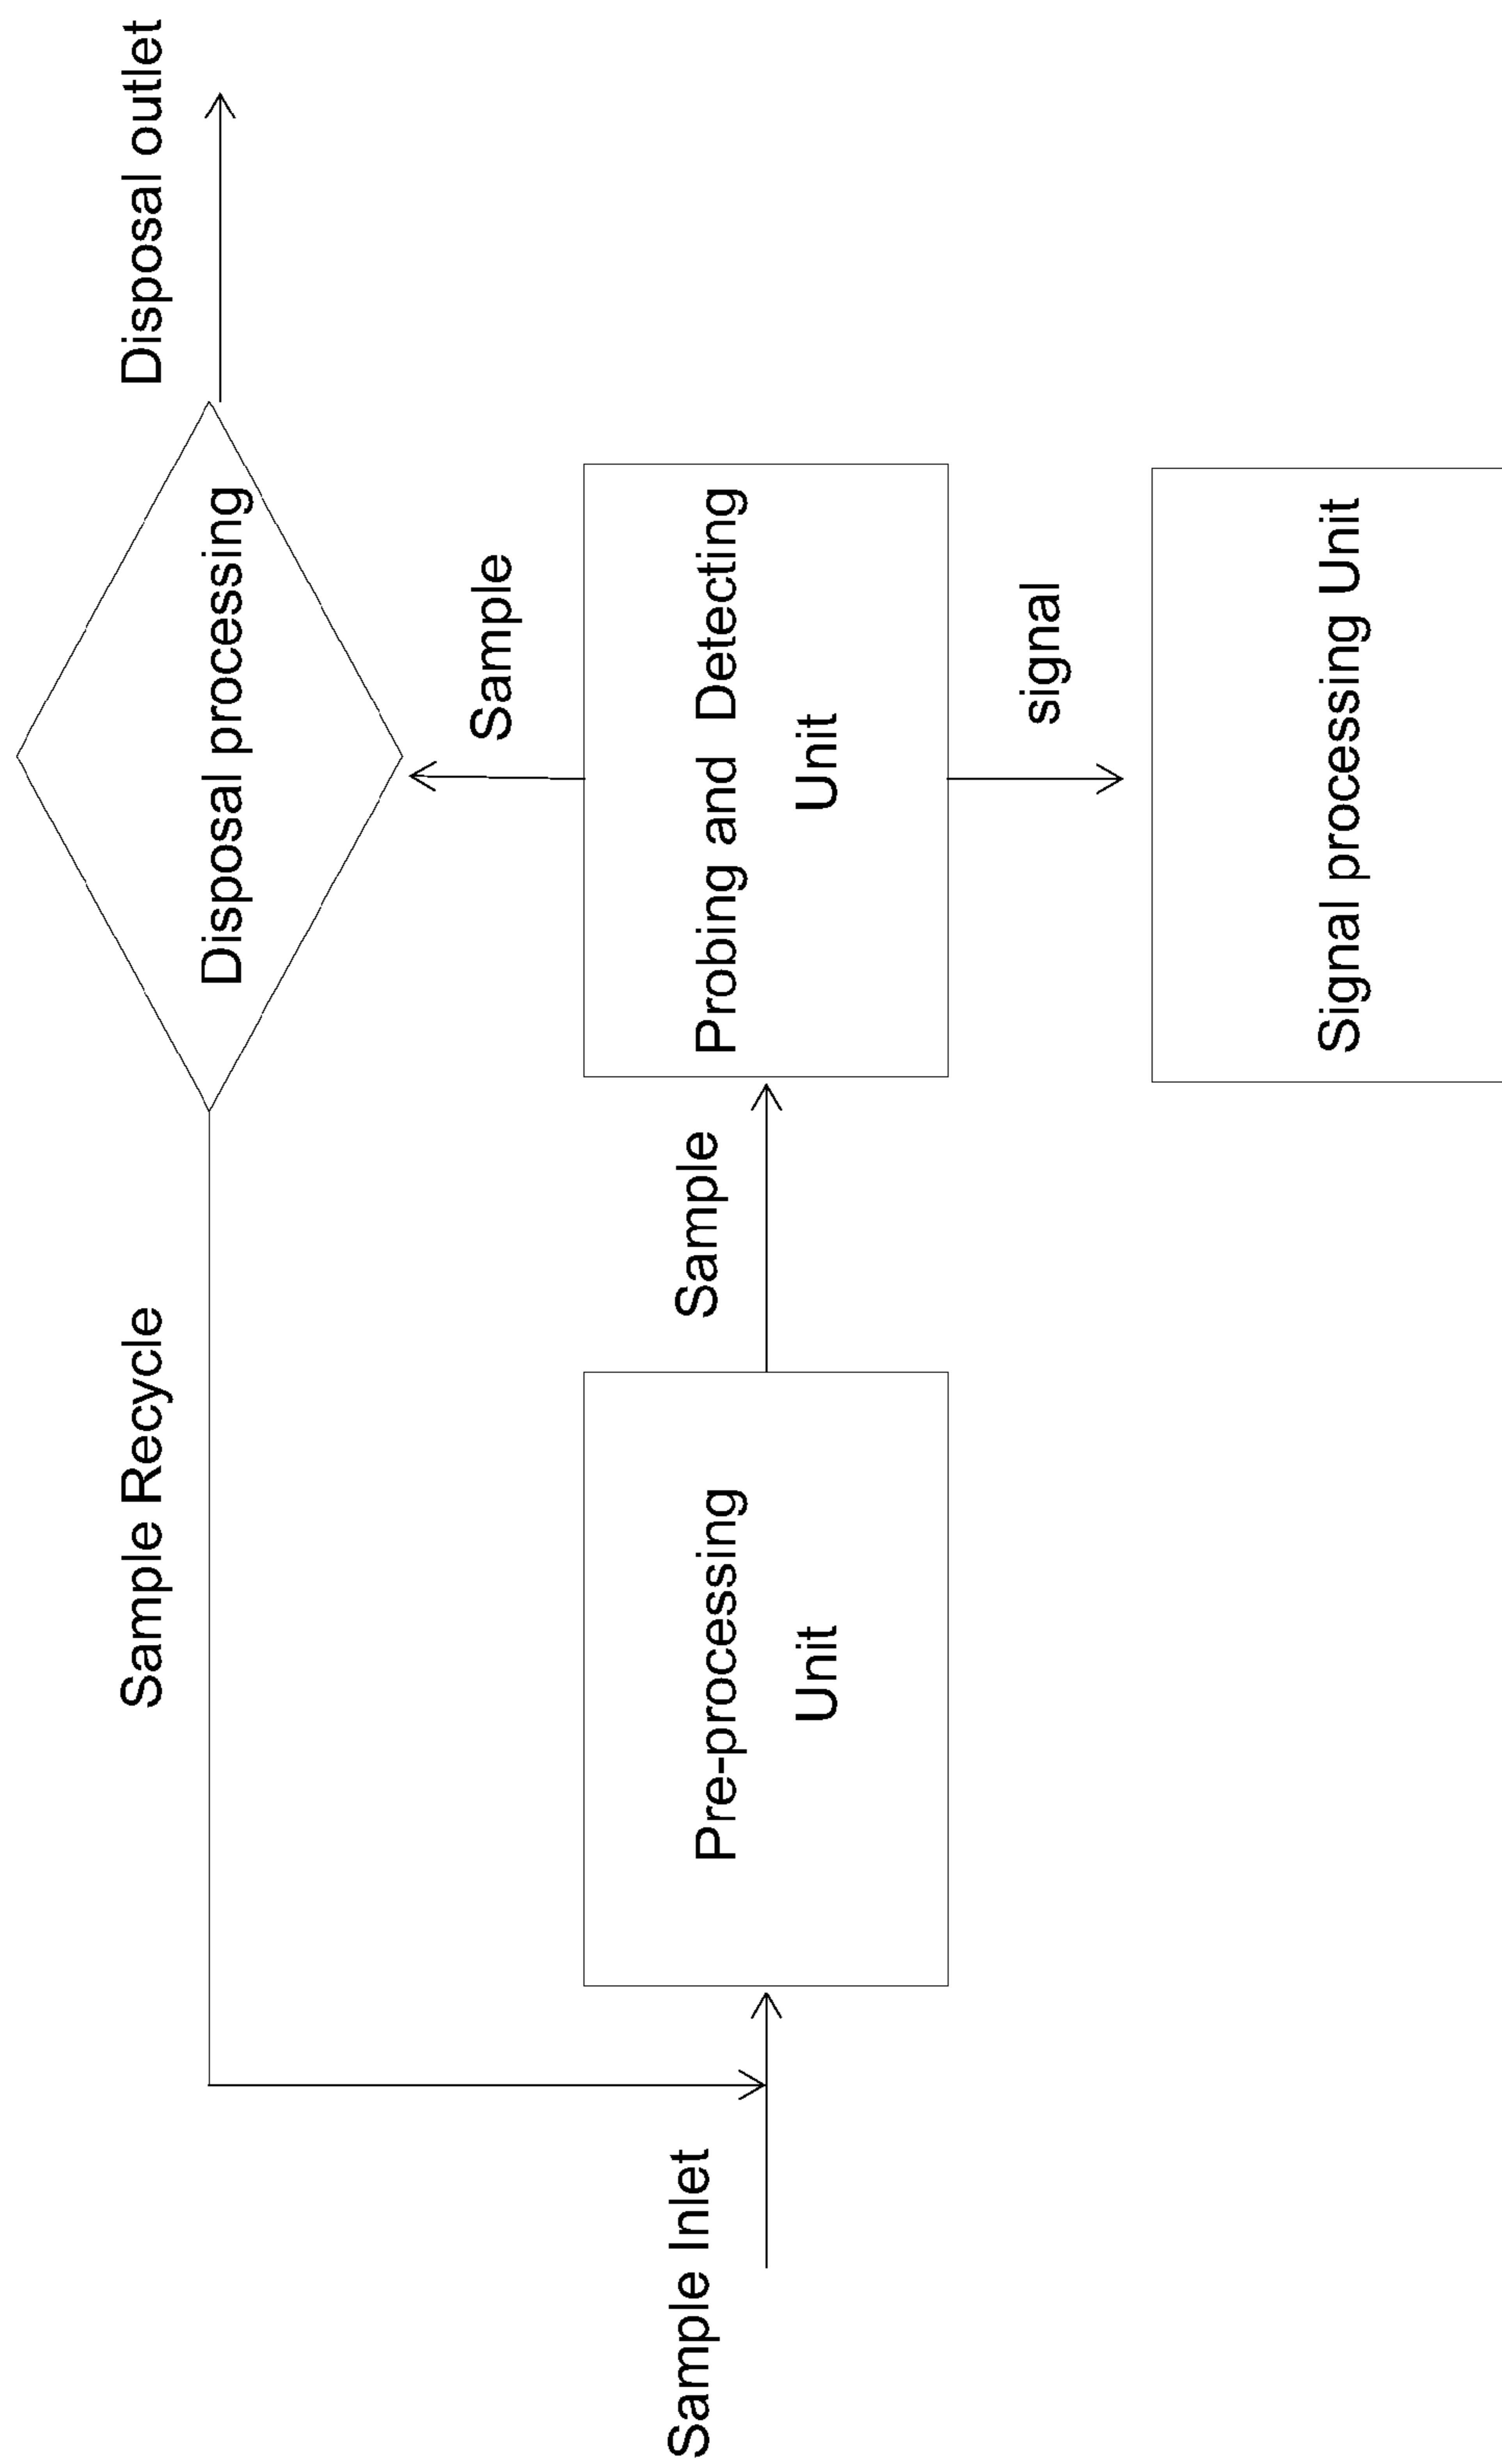 Sample Recycle
Disposal outlet
Disposal processing
Sample
Sample Inlet
Pre-processing
Unit
Sample
Probing and Detecting
Unit
signal
Signal processing Unit